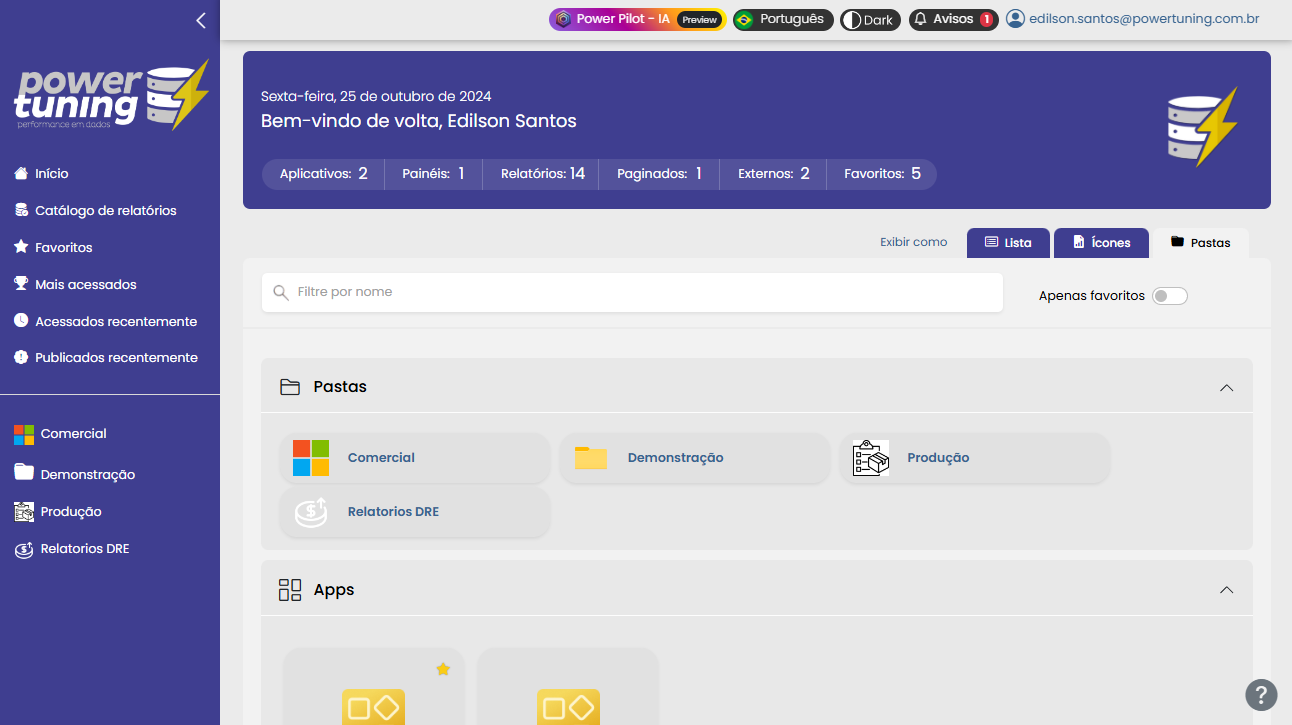 Power Pilot - IA Preview
Português
Dark
Avisos 1
edilson.santos@powertuning.com.br
power
tuning
performance em dados
Início
Catálogo de relatórios
Favoritos
Mais acessados
Acessados recentemente
Publicados recentemente
Comercial
Demonstração
Produção
Relatorios DRE
Sexta-feira, 25 de outubro de 2024
Bem-vindo de volta, Edilson Santos
Aplicativos: 2 Painéis: 1 Relatórios: 14 Paginados: 1 Externos: 2 Favoritos: 5
Exibir como Lista Ícones Pastas
Filtre por nome
Apenas favoritos
Pastas
Comercial Demonstração Produção
Relatorios DRE
Apps
?